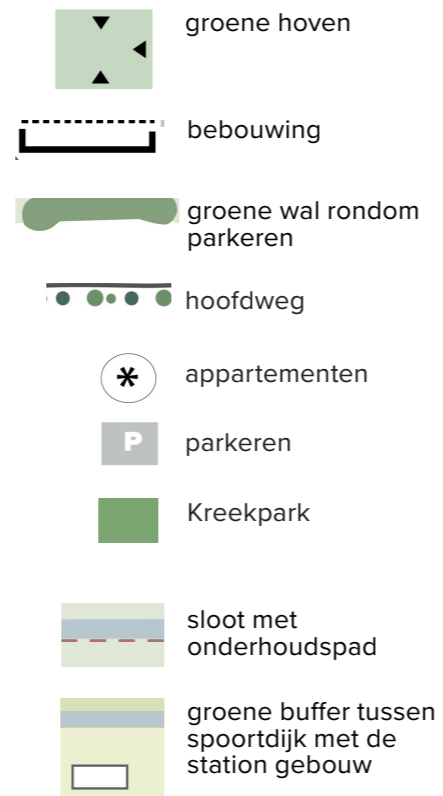 groene hoven
bebouwing
groene wal rondom
parkeren
hoofdweg
* appartementen
P parkeren
Kreekpark
sloot met
onderhoudspad
groene buffer tussen
spoortdijk met de
station gebouw